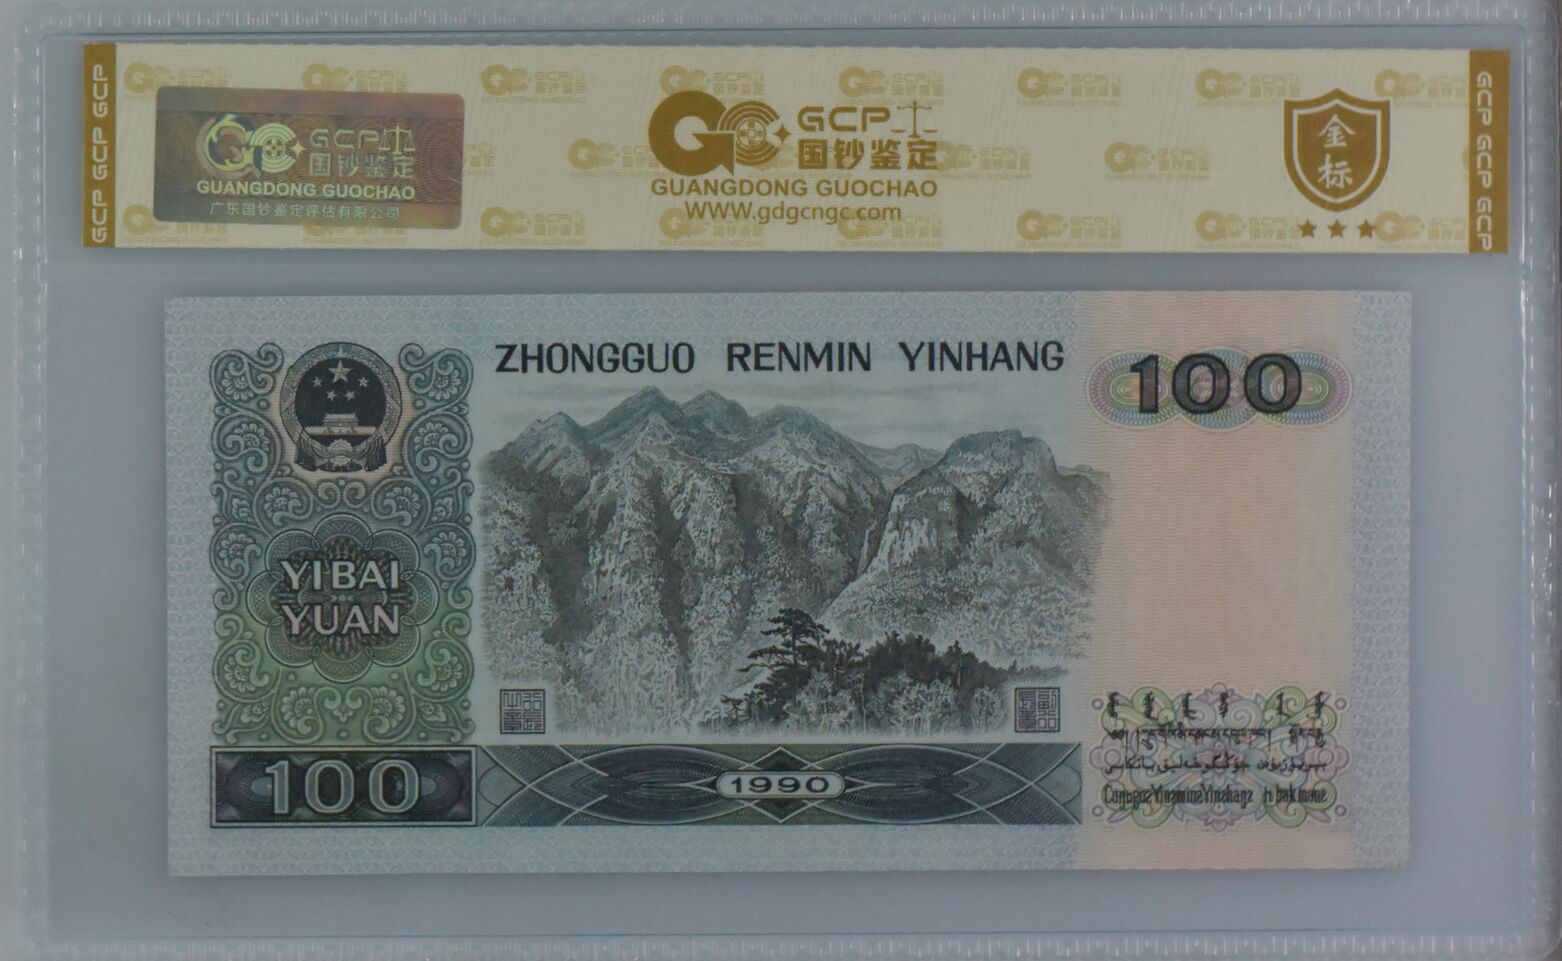 GCP GCP GCP
GCP
国钞鉴定
GUANGDONG GUOCHAO
广东国钞鉴定评估有限公司
GCP
国钞鉴定
GUANGDONG GUOCHAO
WWW.gdgcngc.com
金标
GCP GCP GCP
ZHONGGUO RENMIN YINHANG
100
YIBAI
YUAN
100
1990